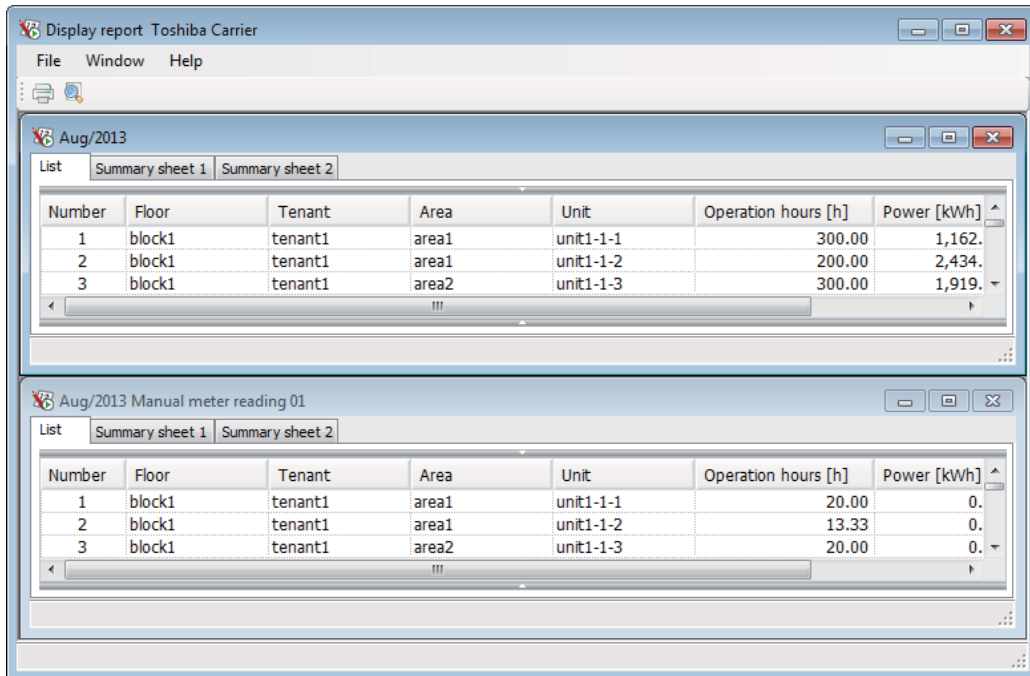 Display report Toshiba Carrier
File Window Help
Aug/2013
List Summary sheet 1 Summary sheet 2
Number Floor Tenant Area Unit Operation hours [h] Power [kWh]
1 block1 tenant1 area1 unit1-1-1 300.00 1,162.
2 block1 tenant1 area1 unit1-1-2 200.00 2,434.
3 block1 tenant1 area2 unit1-1-3 300.00 1,919.
Aug/2013 Manual meter reading 01
List Summary sheet 1 Summary sheet 2
Number Floor Tenant Area Unit Operation hours [h] Power [kWh]
1 block1 tenant1 area1 unit1-1-1 20.00 0.
2 block1 tenant1 area1 unit1-1-2 13.33 0.
3 block1 tenant1 area2 unit1-1-3 20.00 0.